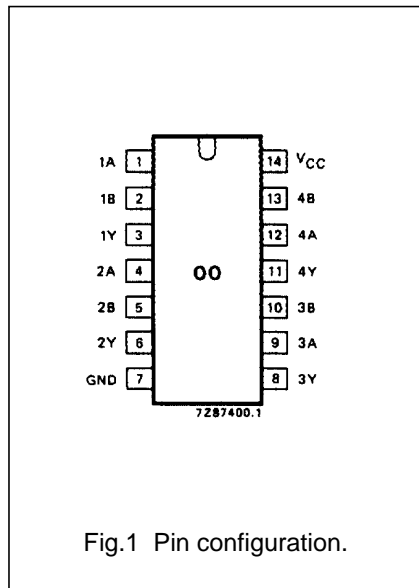 1A 1 14 VCC
1B 2 13 4B
1Y 3 12 4A
2A 4 00 11 4Y
2B 5 10 3B
2Y 6 9 3A
GND 7 8 3Y
7Z87400.1
Fig.1 Pin configuration.